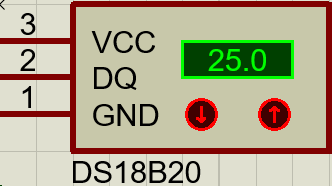 3 VCC 25.0
2 DQ
1 GND
DS18B20